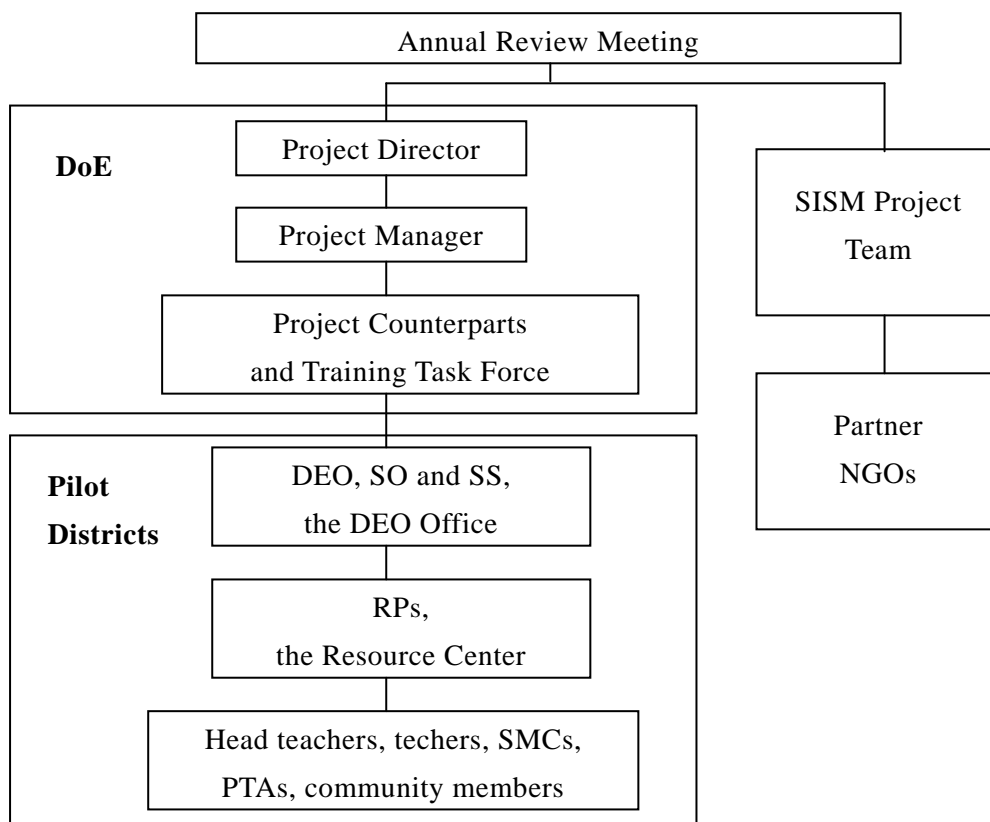 Annual Review Meeting
DoE
Project Director
Project Manager
Project Counterparts
and Training Task Force
SISM Project
Team
Partner
NGOs
Pilot
Districts
DEO, SO and SS,
the DEO Office
RPs,
the Resource Center
Head teachers, techers, SMCs,
PTAs, community members